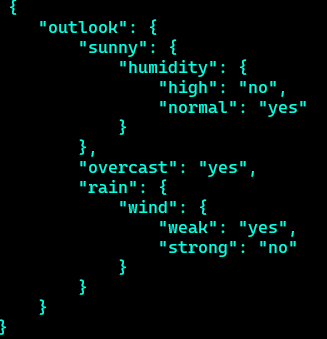 {
    "outlook": {
        "sunny": {
            "humidity": {
                "high": "no",
                "normal": "yes"
            }
        },
        "overcast": "yes",
        "rain": {
            "wind": {
                "weak": "yes",
                "strong": "no"
            }
        }
    }
}